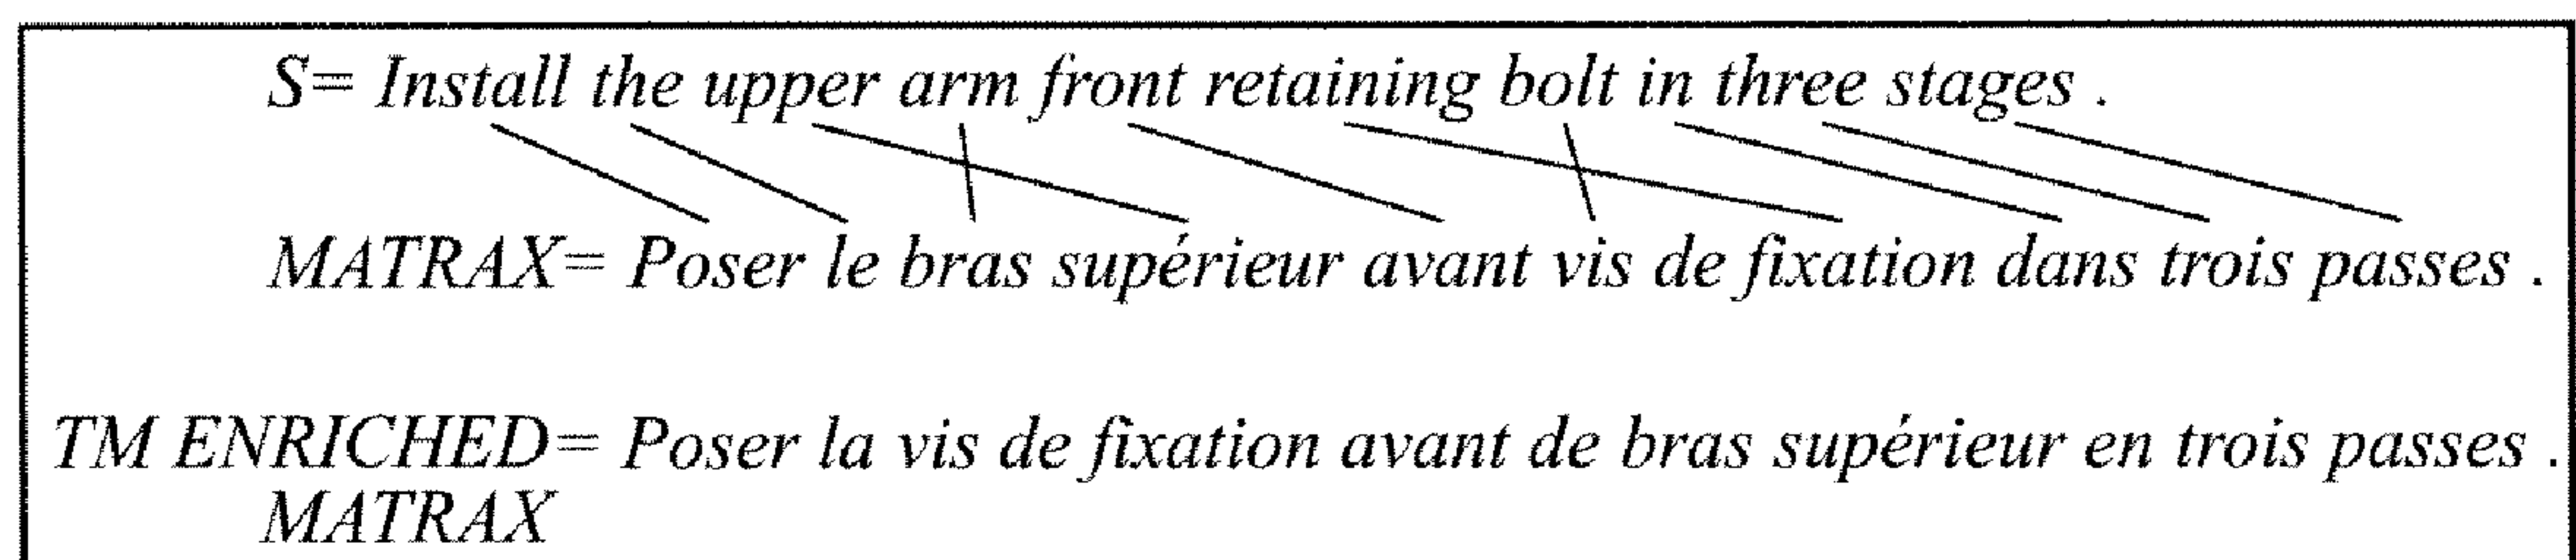 S= Install the upper arm front retaining bolt in three stages .
MATRAX= Poser le bras supérieur avant vis de fixation dans trois passes .
TM ENRICHED= Poser la vis de fixation avant de bras supérieur en trois passes .
MATRAX